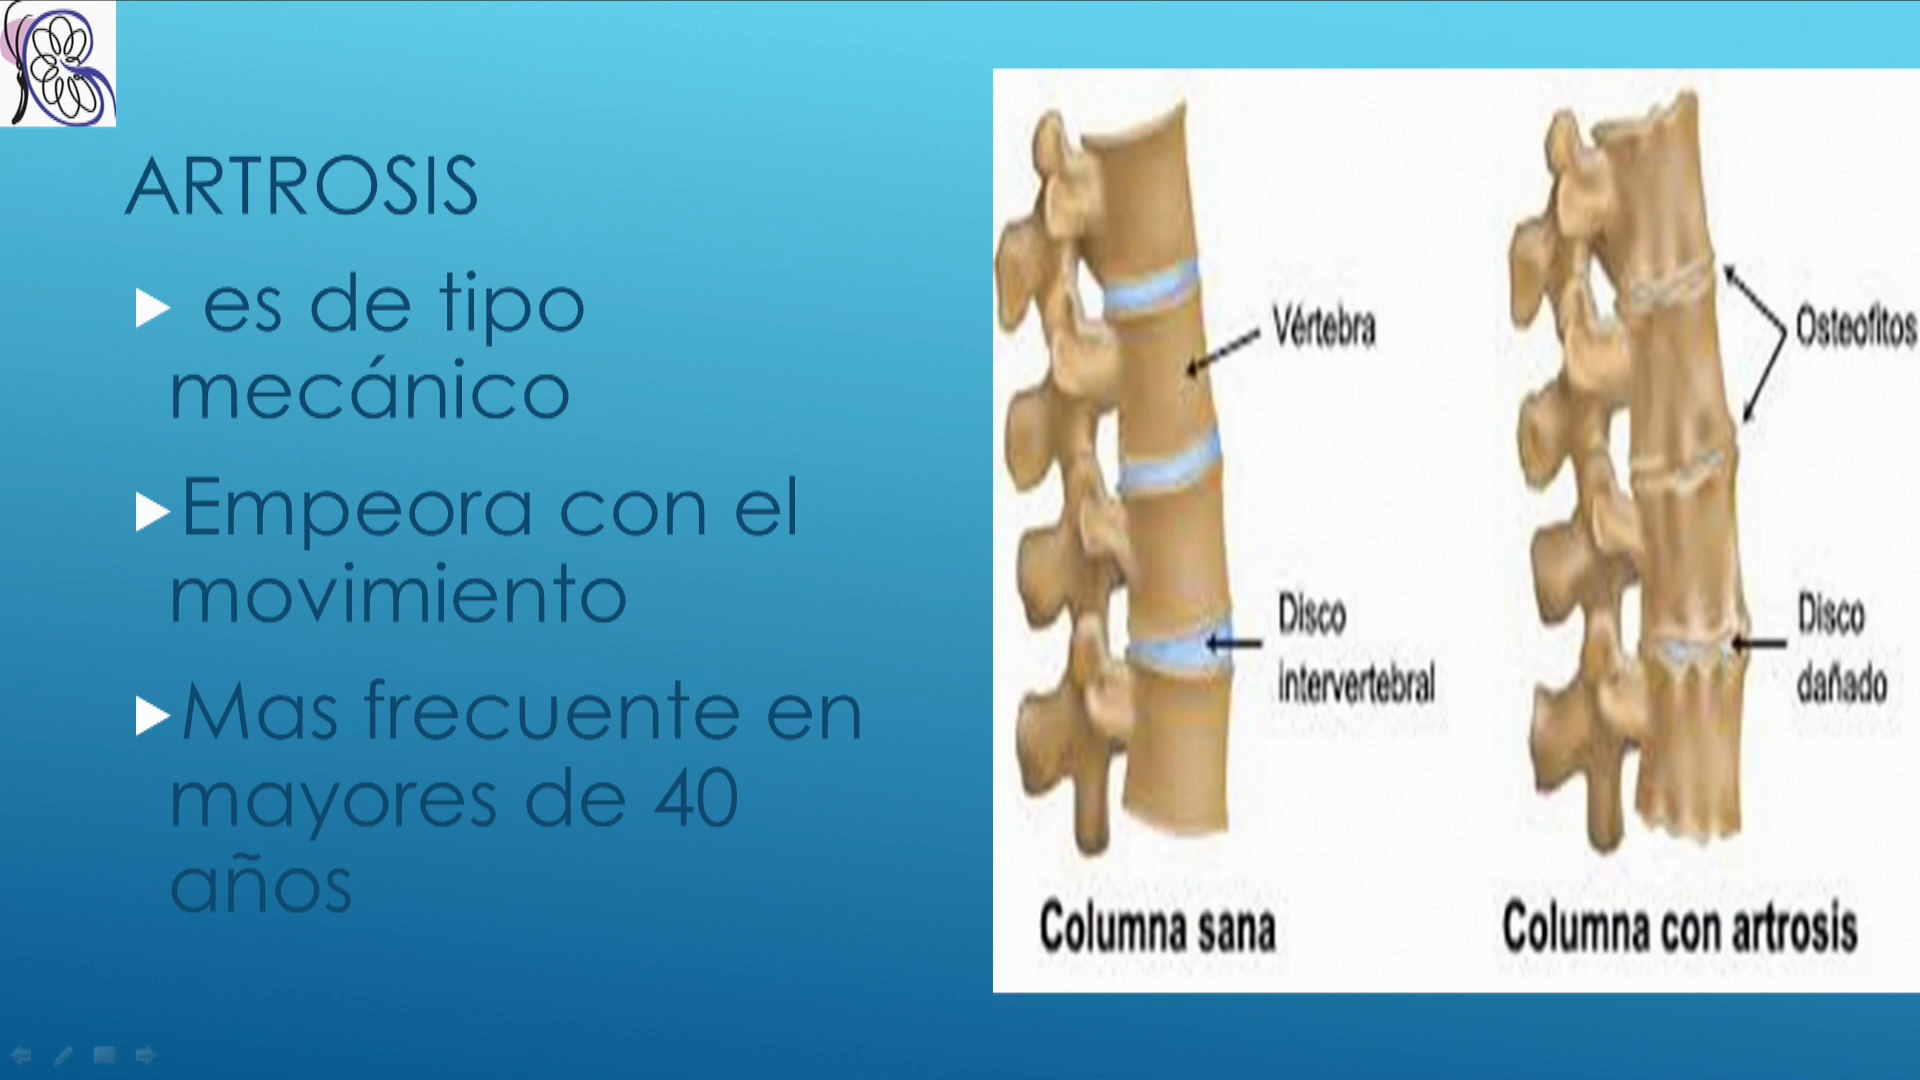 ARTROSIS
es de tipo
mecánico
Empeora con el
movimiento
Mas frecuente en
mayores de 40
años
Vértebra
Disco
intervertebral
Columna sana
Osteofitos
Disco
dañado
Columna con artrosis